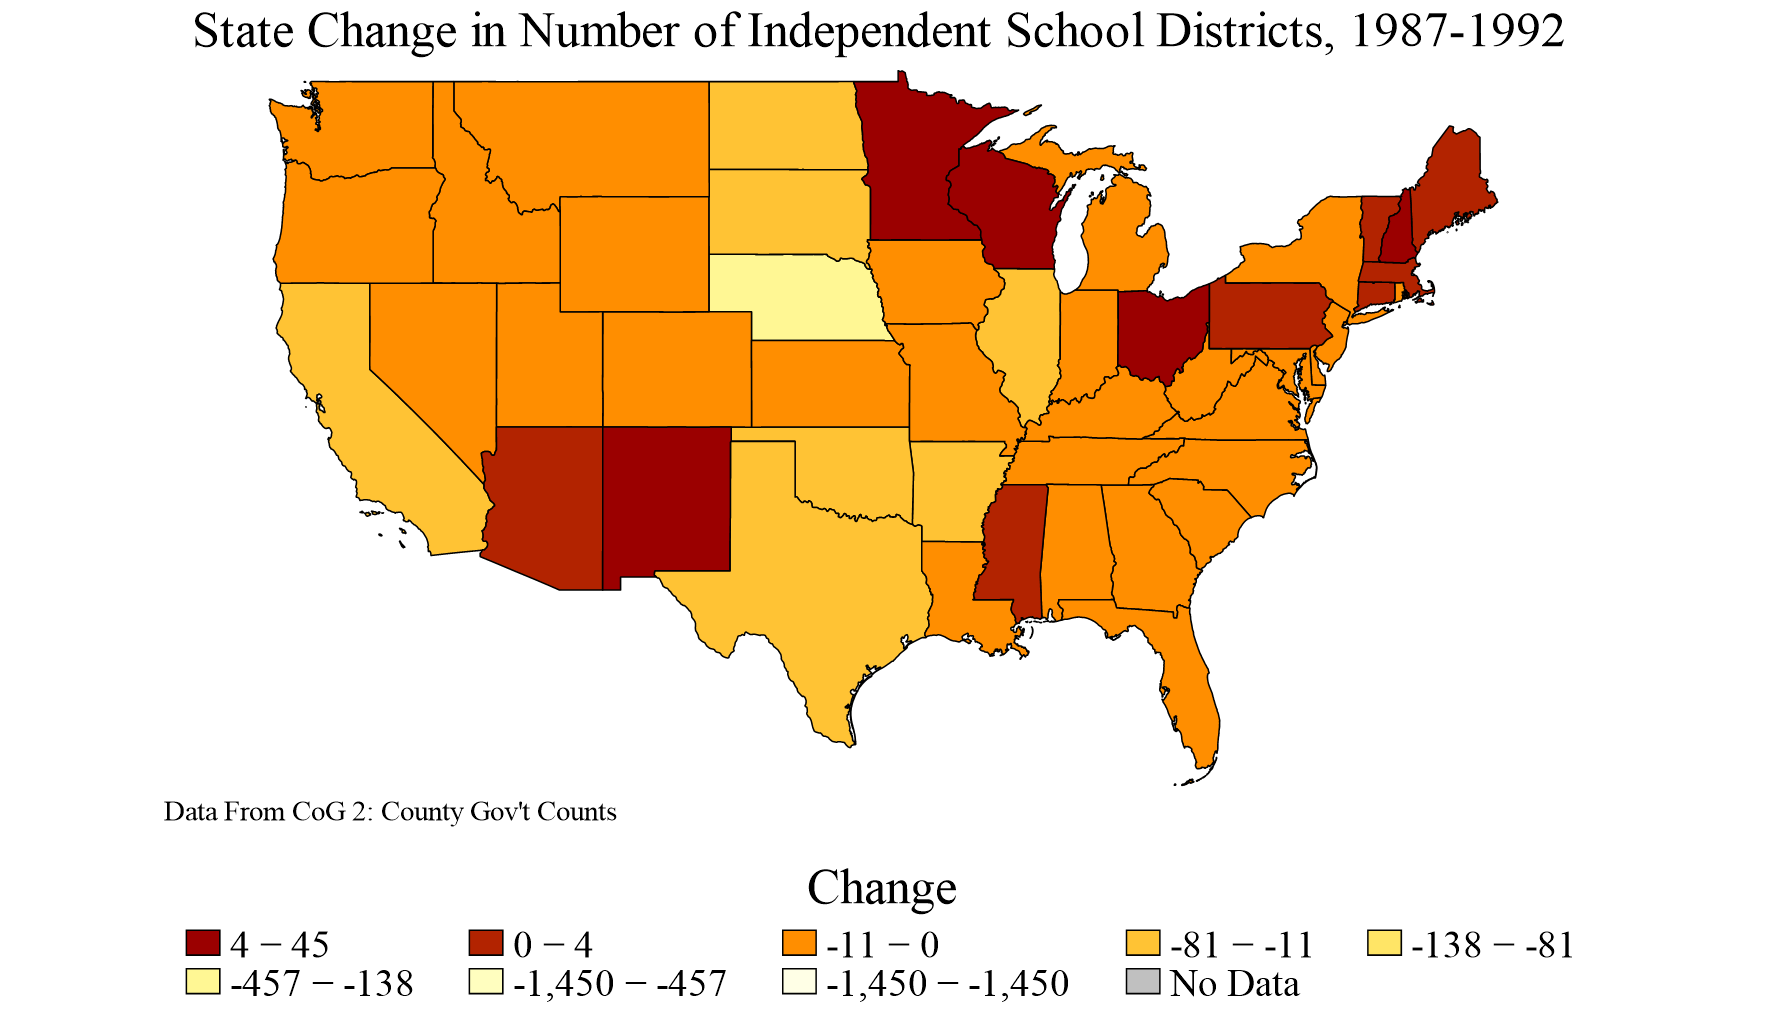 State Change in Number of Independent School Districts, 1987-1992
Data From CoG 2: County Gov't Counts
Change
4 − 45
0 − 4
-11 − 0
-81 − -11
-138 − -81
-457 − -138
-1,450 − -457
-1,450 − -1,450
No Data